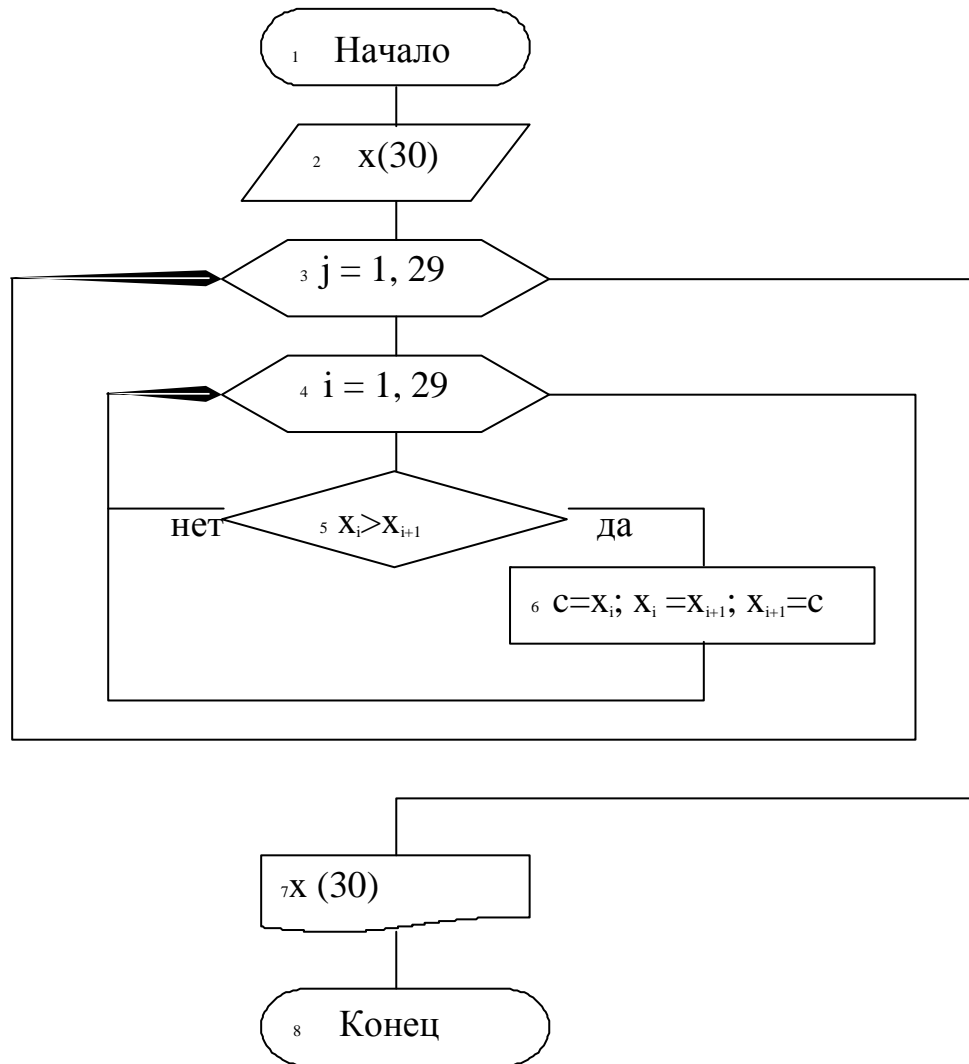 1 Начало
2 x(30)
3 j = 1, 29
4 i = 1, 29
нет 5 xᵢ>xᵢ₊₁ да
6 c=xᵢ; xᵢ =xᵢ₊₁; xᵢ₊₁=c
7x (30)
8 Конец